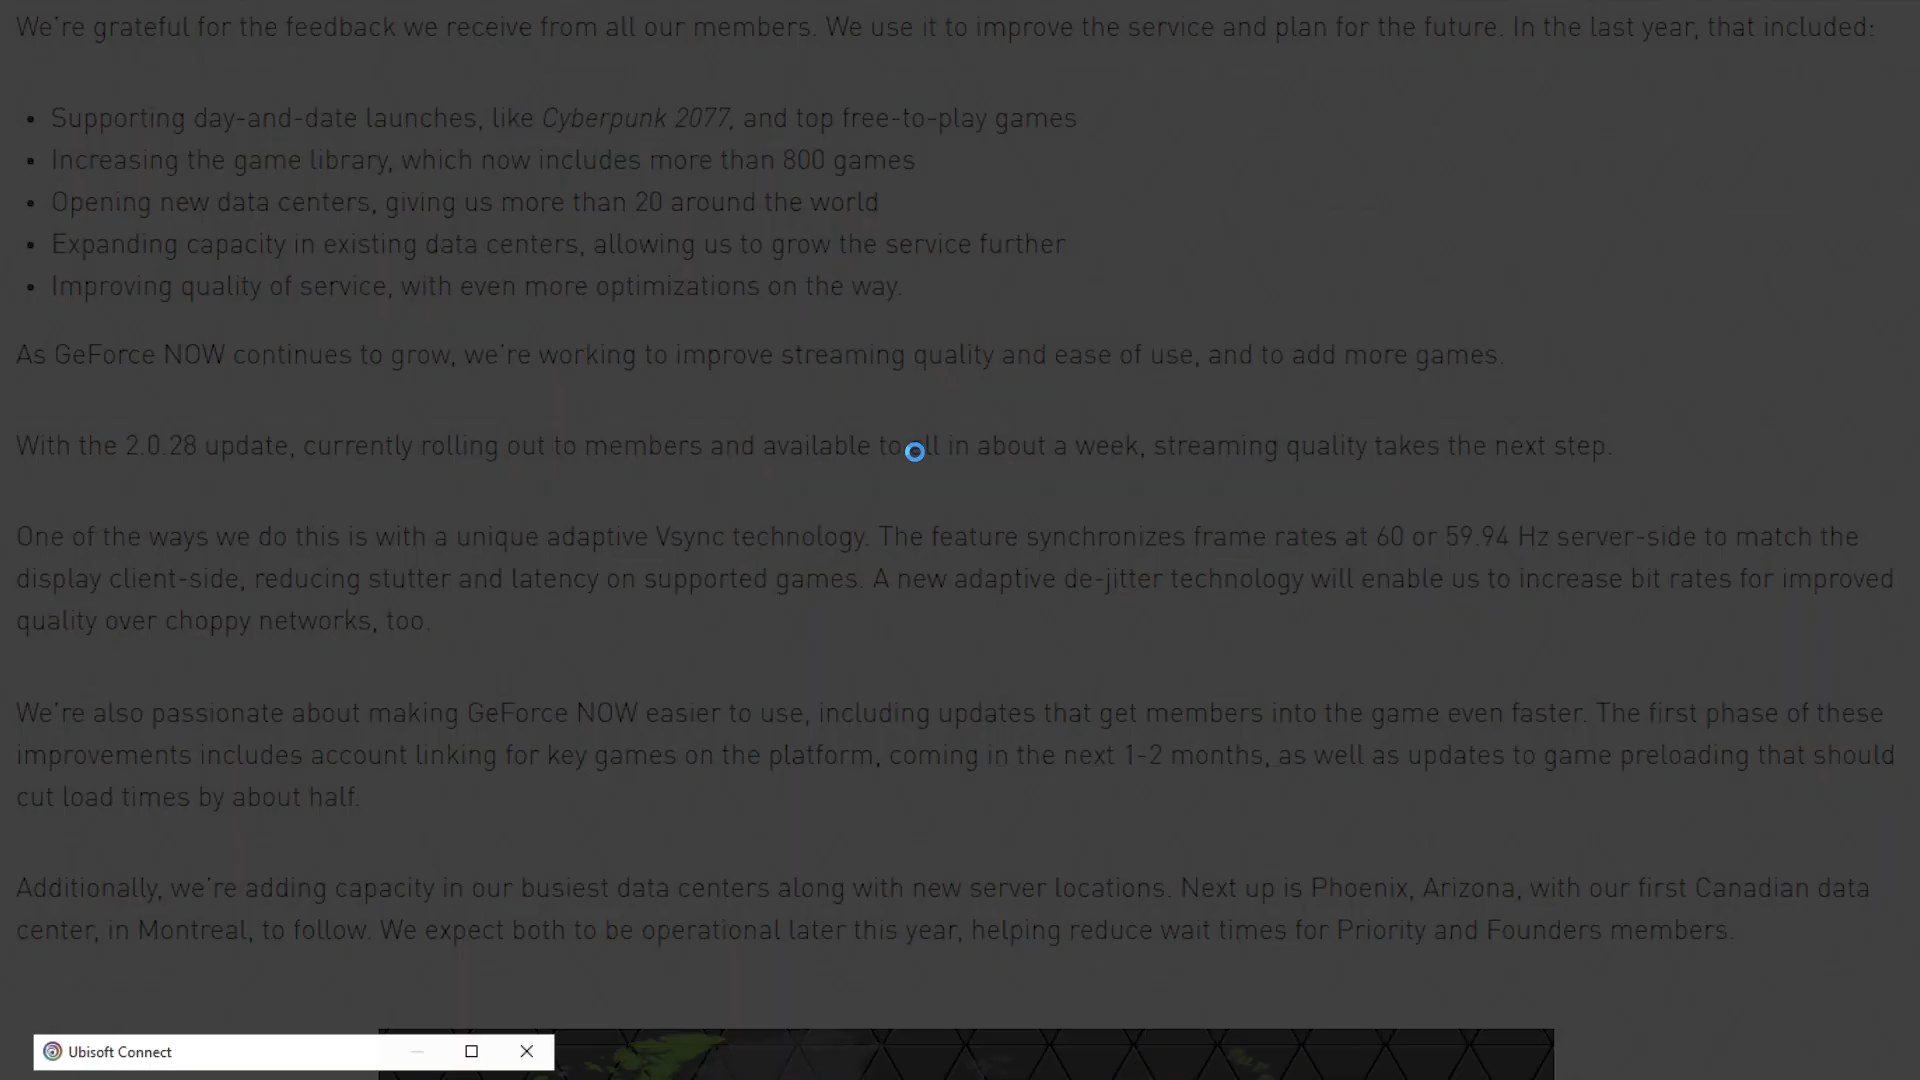 We're grateful for the feedback we receive from all our members. We use it to improve the service and plan for the future. In the last year, that included:
• Supporting day-and-date launches, like Cyberpunk 2077, and top free-to-play games
• Increasing the game library, which now includes more than 800 games
• Opening new data centers, giving us more than 20 around the world
• Expanding capacity in existing data centers, allowing us to grow the service further
• Improving quality of service, with even more optimizations on the way.
As GeForce NOW continues to grow, we're working to improve streaming quality and ease of use, and to add more games.
With the 2.0.28 update, currently rolling out to members and available to all in about a week, streaming quality takes the next step.
One of the ways we do this is with a unique adaptive Vsync technology. The feature synchronizes frame rates at 60 or 59.94 Hz server-side to match the
display client-side, reducing stutter and latency on supported games. A new adaptive de-jitter technology will enable us to increase bit rates for improved
quality over choppy networks, too.
We're also passionate about making GeForce NOW easier to use, including updates that get members into the game even faster. The first phase of these
improvements includes account linking for key games on the platform, coming in the next 1-2 months, as well as updates to game preloading that should
cut load times by about half.
Additionally, we're adding capacity in our busiest data centers along with new server locations. Next up is Phoenix, Arizona, with our first Canadian data
center, in Montreal, to follow. We expect both to be operational later this year, helping reduce wait times for Priority and Founders members.
Ubisoft Connect